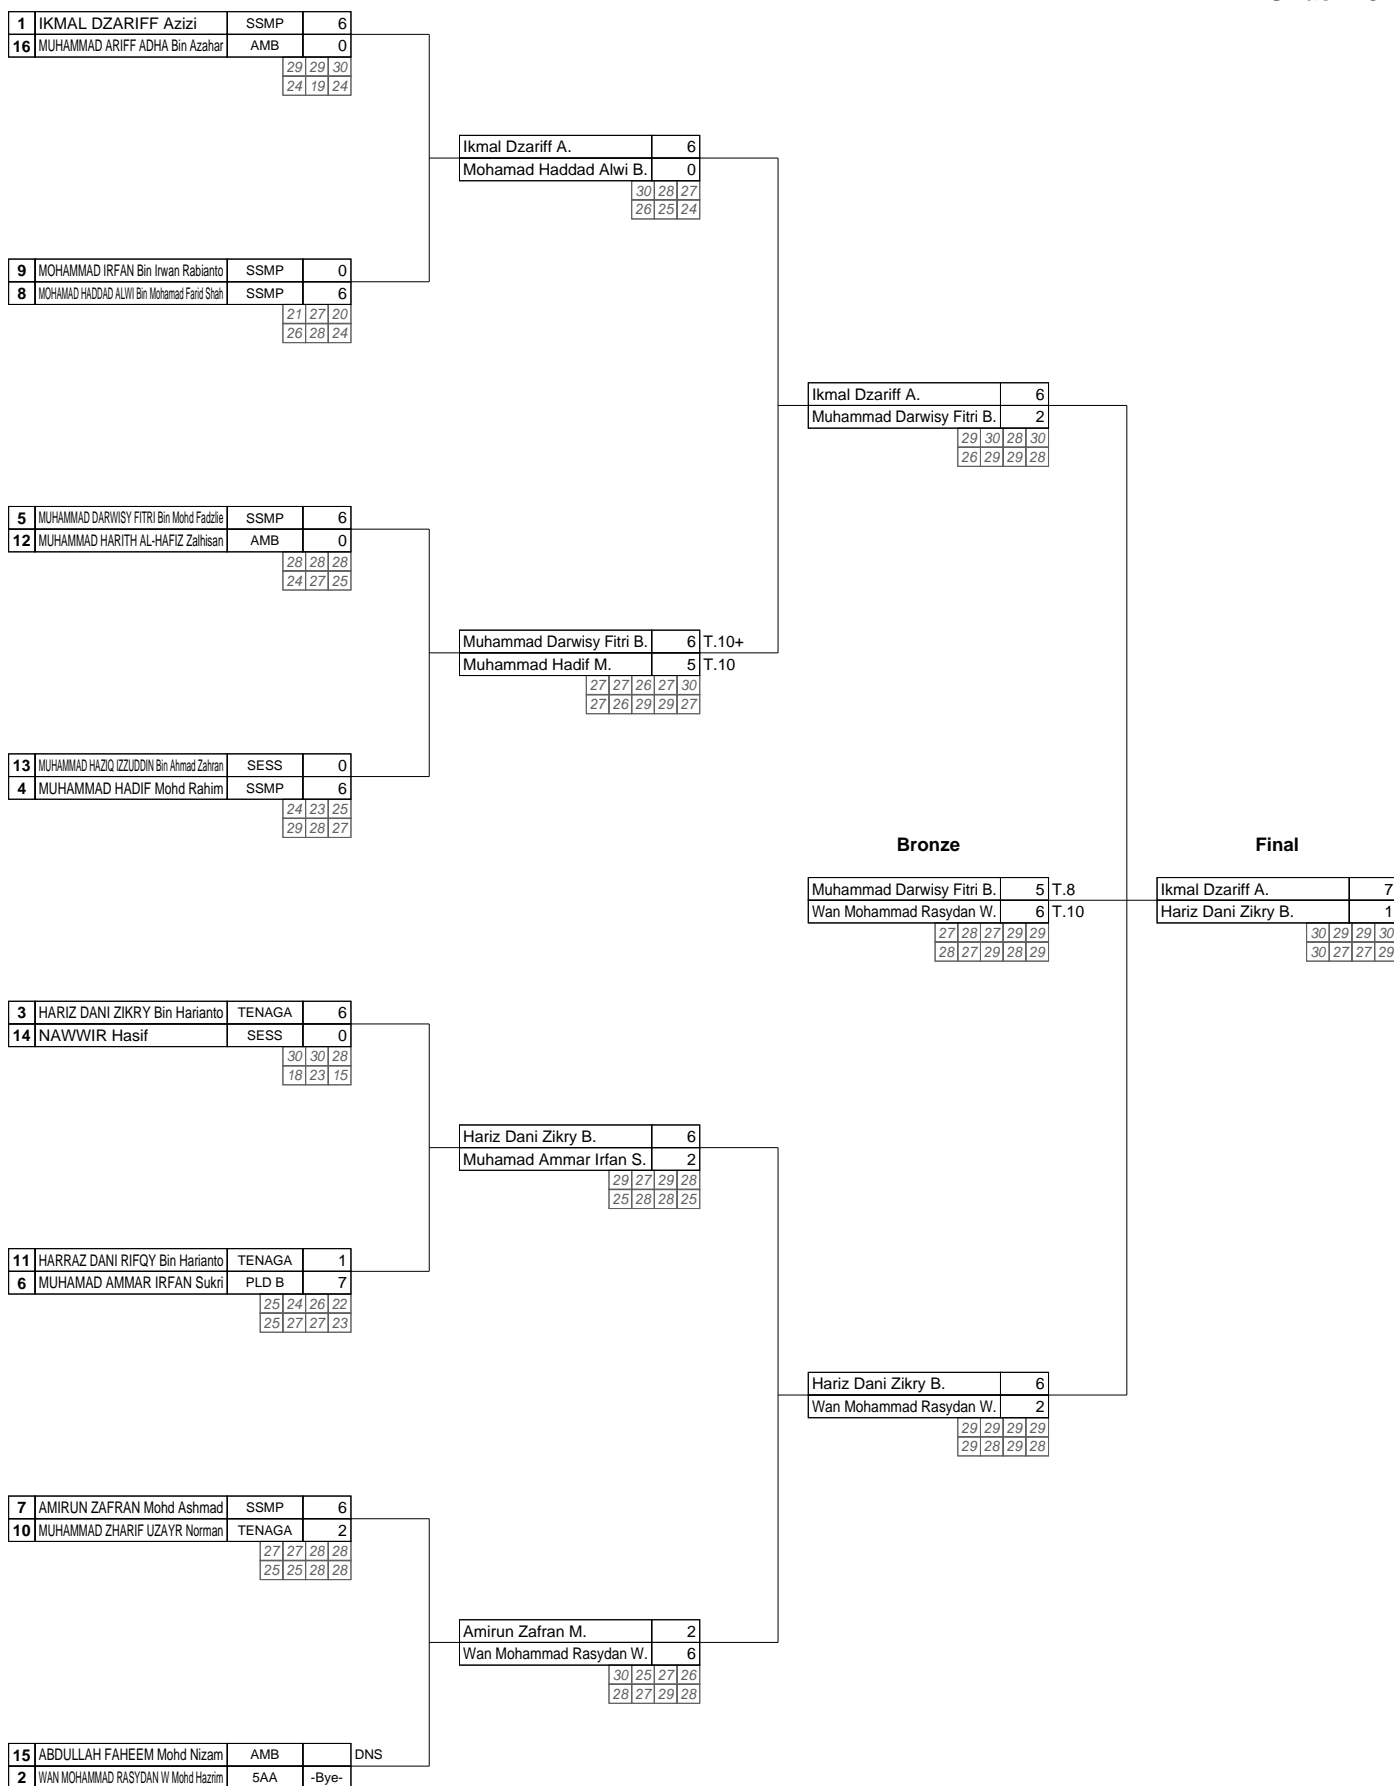 1 IKMAL DZARIFF Azizi SSMP 6
16 MUHAMMAD ARIFF ADHA Bin Azahar AMB 0
29 29 30
24 19 24
Ikmal Dzariff A. 6
Mohamad Haddad Alwi B. 0
30 28 27
26 25 24
9 MOHAMMAD IRFAN Bin Irwan Rabianto SSMP 0
8 MOHAMAD HADDAD ALWI Bin Mohamad Farid Shah SSMP 6
21 27 20
26 28 24
Ikmal Dzariff A. 6
Muhammad Darwisy Fitri B. 2
29 30 28 30
26 29 29 28
5 MUHAMMAD DARWISY FITRI Bin Mohd Fadzlie SSMP 6
12 MUHAMMAD HARITH AL-HAFIZ Zalhisan AMB 0
28 28 28
24 27 25
Muhammad Darwisy Fitri B. 6 T.10+
Muhammad Hadif M. 5 T.10
27 27 26 27 30
27 26 29 29 27
13 MUHAMMAD HAZIQ IZZUDDIN Bin Ahmad Zahran SESS 0
4 MUHAMMAD HADIF Mohd Rahim SSMP 6
24 23 25
29 28 27
Bronze Final
Muhammad Darwisy Fitri B. 5 T.8 Ikmal Dzariff A. 7
Wan Mohammad Rasydan W. 6 T.10 Hariz Dani Zikry B. 1
27 28 27 29 29 30 29 29 30
28 27 29 28 29 30 27 27 29
3 HARIZ DANI ZIKRY Bin Harianto TENAGA 6
14 NAWWIR Hasif SESS 0
30 30 28
18 23 15
Hariz Dani Zikry B. 6
Muhamad Ammar Irfan S. 2
29 27 29 28
25 28 28 25
11 HARRAZ DANI RIFQY Bin Harianto TENAGA 1
6 MUHAMAD AMMAR IRFAN Sukri PLD B 7
25 24 26 22
25 27 27 23
Hariz Dani Zikry B. 6
Wan Mohammad Rasydan W. 2
29 29 29 29
29 28 29 28
7 AMIRUN ZAFRAN Mohd Ashmad SSMP 6
10 MUHAMMAD ZHARIF UZAYR Norman TENAGA 2
27 27 28 28
25 25 28 28
Amirun Zafran M. 2
Wan Mohammad Rasydan W. 6
30 25 27 26
28 27 29 28
15 ABDULLAH FAHEEM Mohd Nizam AMB DNS
2 WAN MOHAMMAD RASYDAN W Mohd Hazrim 5AA -Bye-